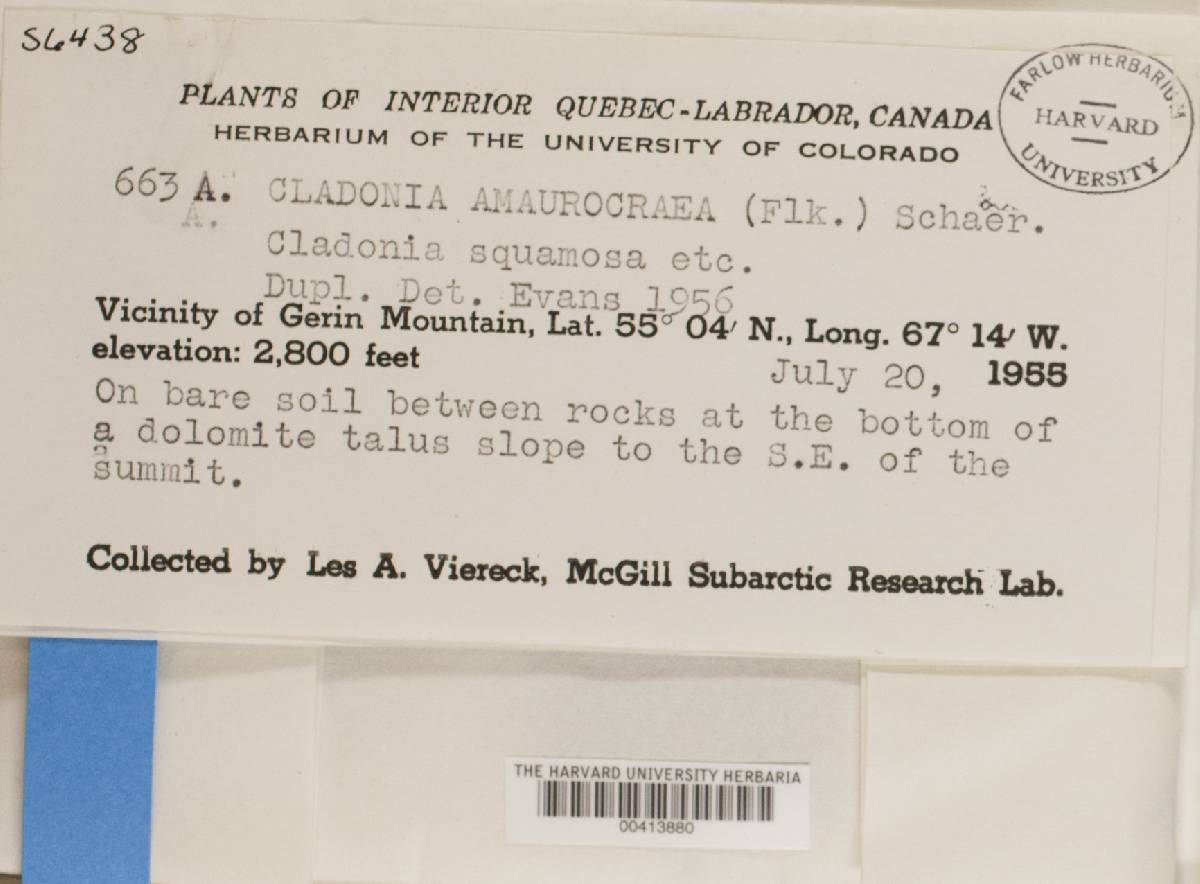 S6438
PLANTS OF INTERIOR QUEBEC-LABRADOR, CANADA
HERBARIUM OF THE UNIVERSITY OF COLORADO
FARLOW HERBARIUM
HARVARD
UNIVERSITY
663 A. CLADONIA AMAUROCRAEA (Flk.) Schaer.
A.
Cladonia squamosa etc.
Dupl. Det. Evans 1956
Vicinity of Gerin Mountain, Lat. 55° 04′ N., Long. 67° 14′ W.
elevation: 2,800 feet
July 20, 1955
On bare soil between rocks at the bottom of
a dolomite talus slope to the S.E. of the
summit.
Collected by Les A. Viereck, McGill Subarctic Research Lab.
THE HARVARD UNIVERSITY HERBARIA
00413880